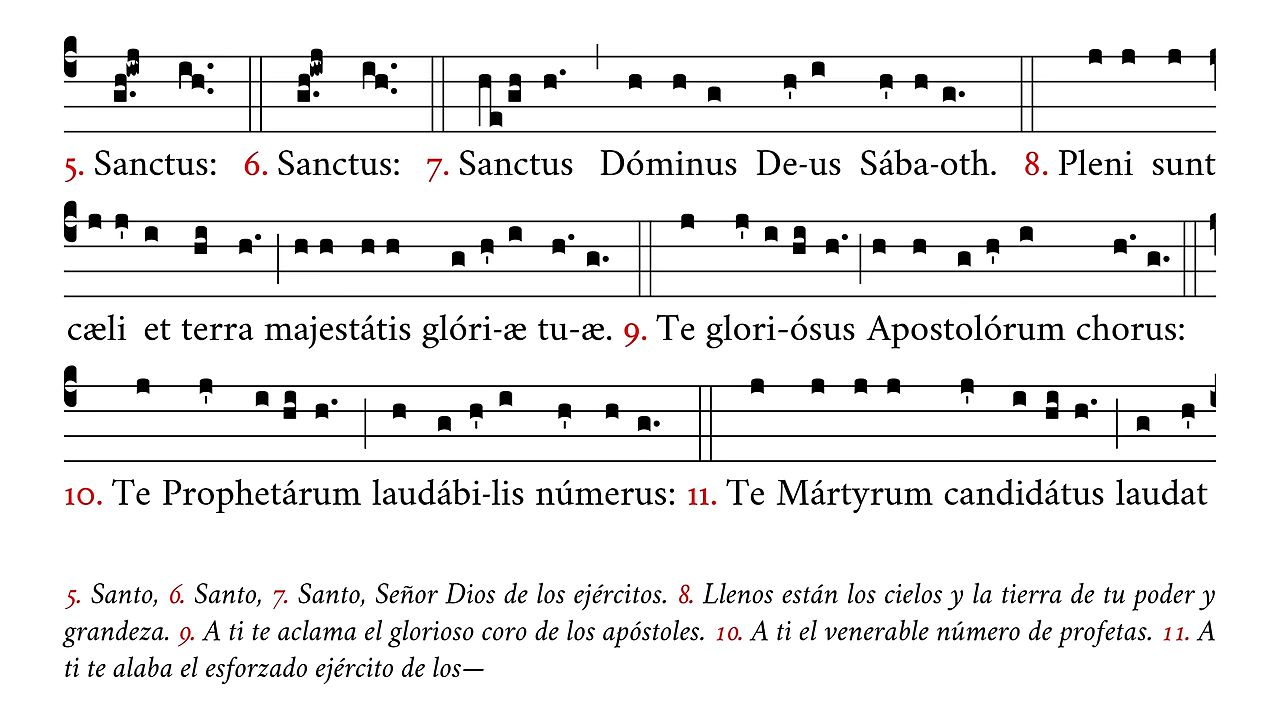 5. Sanctus: 6. Sanctus: 7. Sanctus Dóminus De-us Sába-oth. 8. Pleni sunt
cæli et terra majestátis glóri-æ tu-æ. 9. Te glori-ósus Apostolórum chorus:
10. Te Prophetárum laudábi-lis númerus: 11. Te Mártyrum candidátus laudat
5. Santo, 6. Santo, 7. Santo, Señor Dios de los ejércitos. 8. Llenos están los cielos y la tierra de tu poder y
grandeza. 9. A ti te aclama el glorioso coro de los apóstoles. 10. A ti el venerable número de profetas. 11. A
ti te alaba el esforzado ejército de los—